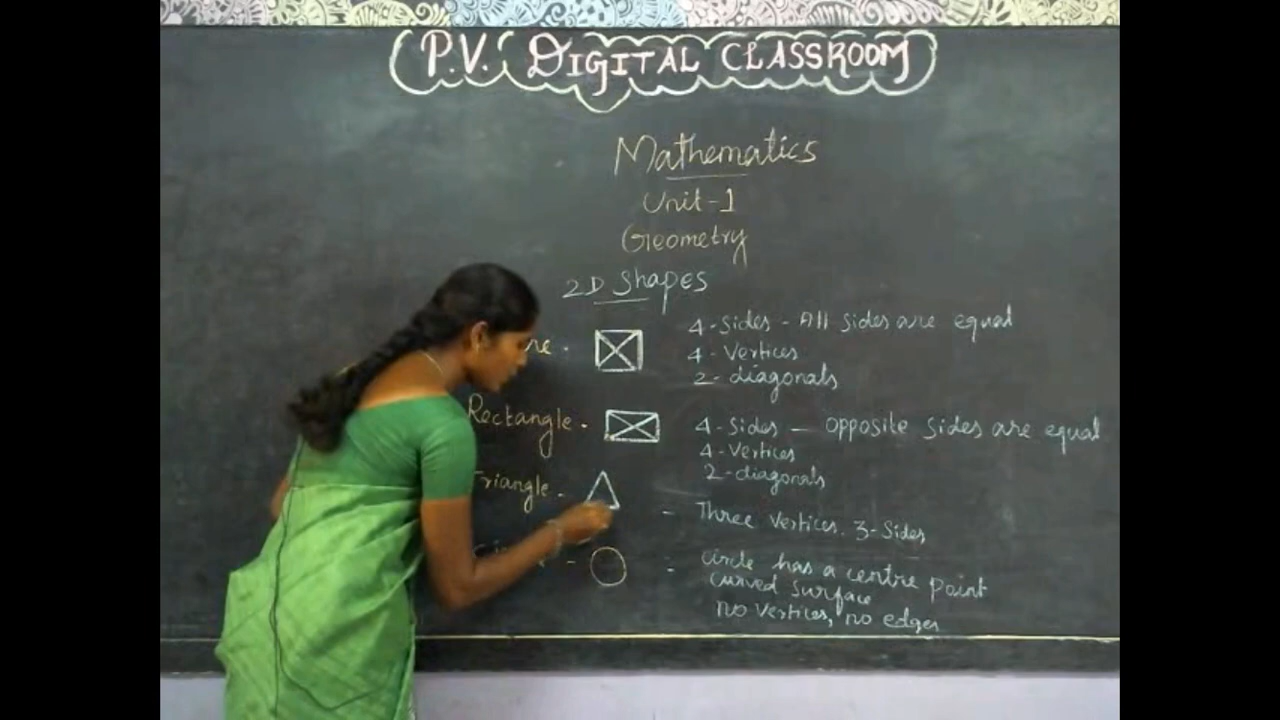 P.V. DIGITAL CLASSROOM
Mathematics
Unit-1
Geometry
2D Shapes
4-Sides - All Sides are equal
4-Vertices
2-diagonals
Rectangle. 4-Sides - opposite sides are equal
4-Vertices
2-diagonals
Triangle - - Three Vertices. 3-Sides
- - Circle has a centre point
curved surface
no vertices, no edges